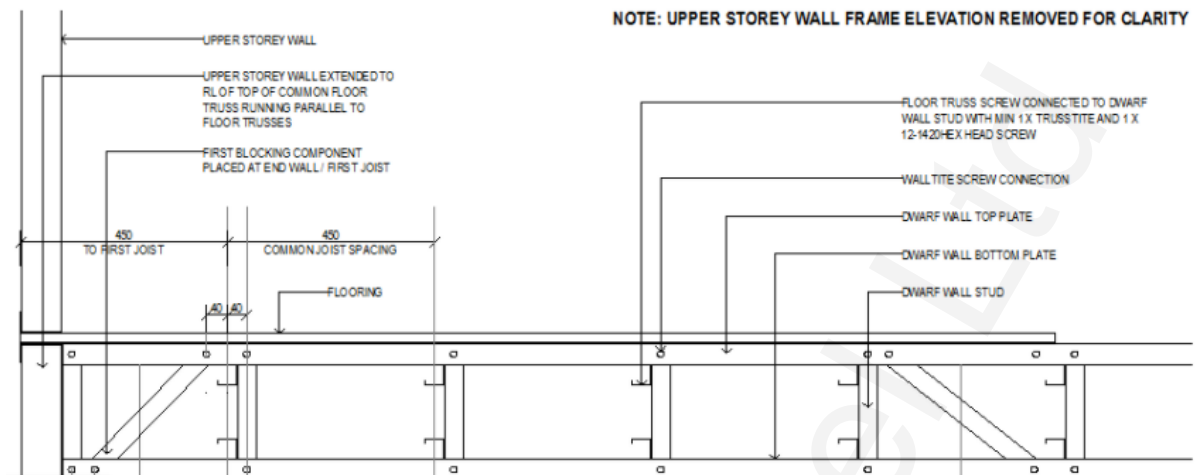 NOTE: UPPER STOREY WALL FRAME ELEVATION REMOVED FOR CLARITY
UPPER STOREY WALL
UPPER STOREY WALL EXTENDED TO
RL OF TOP OF COMMON FLOOR
TRUSS RUNNING PARALLEL TO
FLOOR TRUSSES
FIRST BLOCKING COMPONENT
PLACED AT END WALL / FIRST JOIST
FLOOR TRUSS SCREW CONNECTED TO DWARF
WALL STUD WITH MIN 1 X TRUSSTITE AND 1 X
12-1420HEX HEAD SCREW
WALLTITE SCREW CONNECTION
DWARF WALL TOP PLATE
DWARF WALL BOTTOM PLATE
DWARF WALL STUD
450
TO FIRST JOIST
450
COMMON JOIST SPACING
FLOORING
40 40
el Ltd